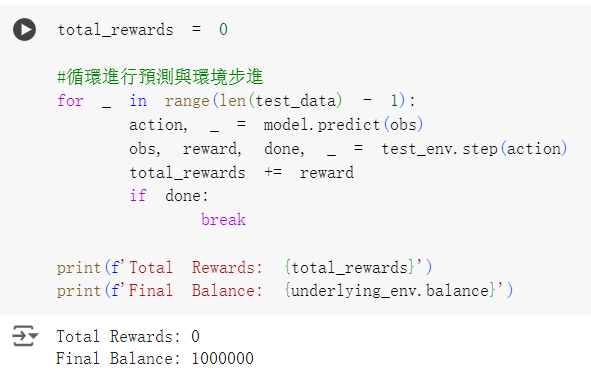 total_rewards = 0
#循環進行預測與環境步進
for _ in range(len(test_data) - 1):
action, _ = model.predict(obs)
obs, reward, done, _ = test_env.step(action)
total_rewards += reward
if done:
break
print(f'Total Rewards: {total_rewards}')
print(f'Final Balance: {underlying_env.balance}')
Total Rewards: 0
Final Balance: 1000000